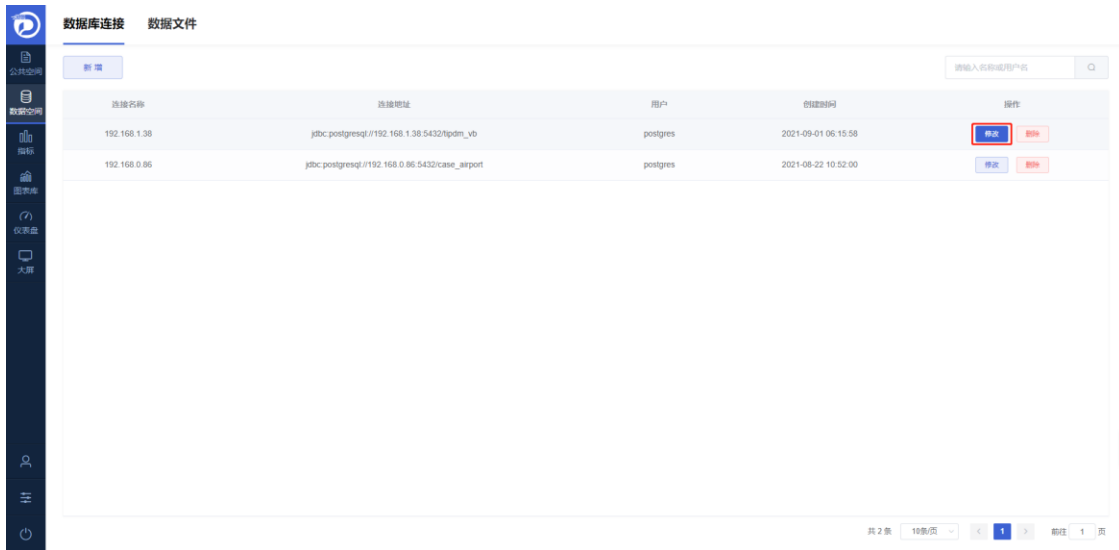 数据库连接 数据文件
公共空间
新增
请输入名称或用户名
数据空间
连接名称 连接地址 用户 创建时间 操作
192.168.1.38 jdbc:postgresql://192.168.1.38:5432/tipdm_vb postgres 2021-09-01 06:15:58 修改 删除
指标
192.168.0.86 jdbc:postgresql://192.168.0.86:5432/case_airport postgres 2021-08-22 10:52:00 修改 删除
图表库
仪表盘
大屏
共 2 条 10条/页 1 前往 1 页